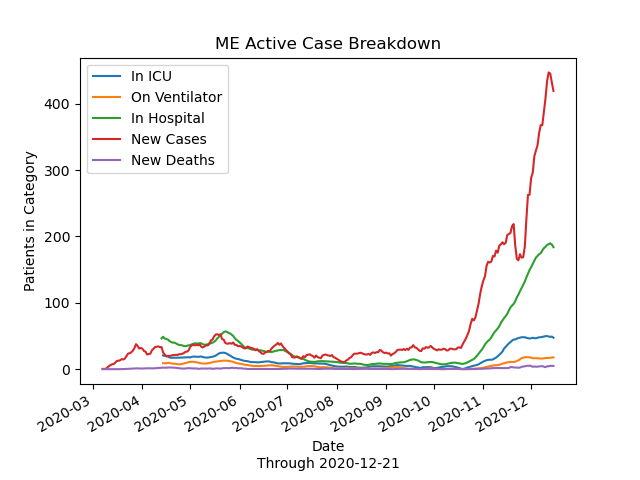 ME Active Case Breakdown
In ICU
On Ventilator
In Hospital
New Cases
New Deaths
Patients in Category
400
300
200
100
0
2020-03
2020-04
2020-05
2020-06
2020-07
2020-08
2020-09
2020-10
2020-11
2020-12
Date
Through 2020-12-21